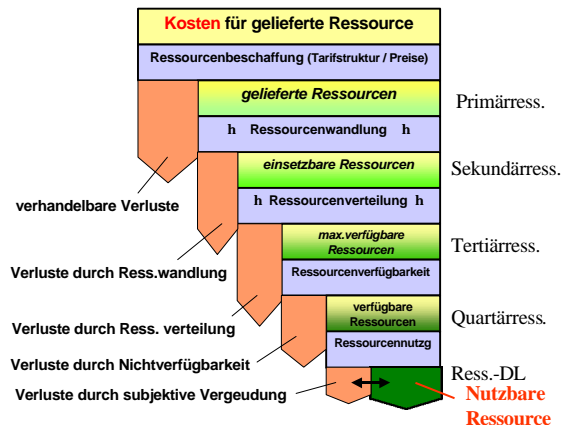 Kosten für gelieferte Ressource
Ressourcenbeschaffung (Tarifstruktur / Preise)
gelieferte Ressourcen
Primärress.
h Ressourcenwandlung h
einsetzbare Ressourcen
Sekundärress.
verhandelbare Verluste
h Ressourcenverteilung h
max.verfügbare
Ressourcen
Tertiärress.
Verluste durch Ress.wandlung
Ressourcenverfügbarkeit
verfügbare
Ressourcen
Quartärress.
Verluste durch Ress. verteilung
Ressourcennutzg
Verluste durch Nichtverfügbarkeit
Ress.-DL
Verluste durch subjektive Vergeudung
Nutzbare
Ressource